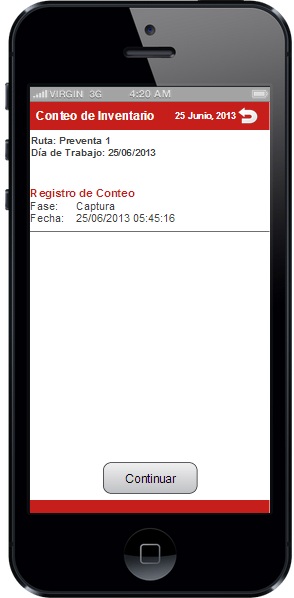 VIRGIN 3G 4:20 AM
Conteo de Inventario 25 Junio, 2013
Ruta: Preventa 1
Día de Trabajo: 25/06/2013
Registro de Conteo
Fase: Captura
Fecha: 25/06/2013 05:45:16
Continuar